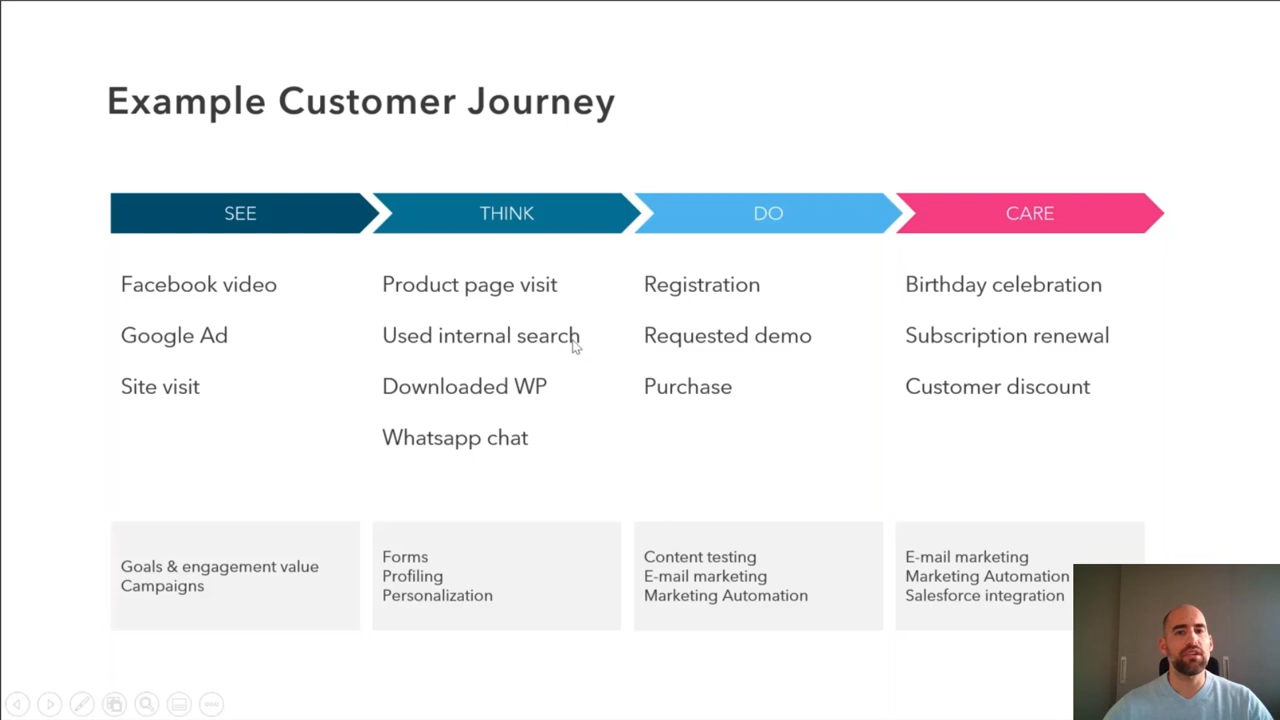 Example Customer Journey
SEE
THINK
DO
CARE
Facebook video
Google Ad
Site visit
Product page visit
Used internal search
Downloaded WP
Whatsapp chat
Registration
Requested demo
Purchase
Birthday celebration
Subscription renewal
Customer discount
Goals & engagement value
Campaigns
Forms
Profiling
Personalization
Content testing
E-mail marketing
Marketing Automation
E-mail marketing
Marketing Automation
Salesforce integration